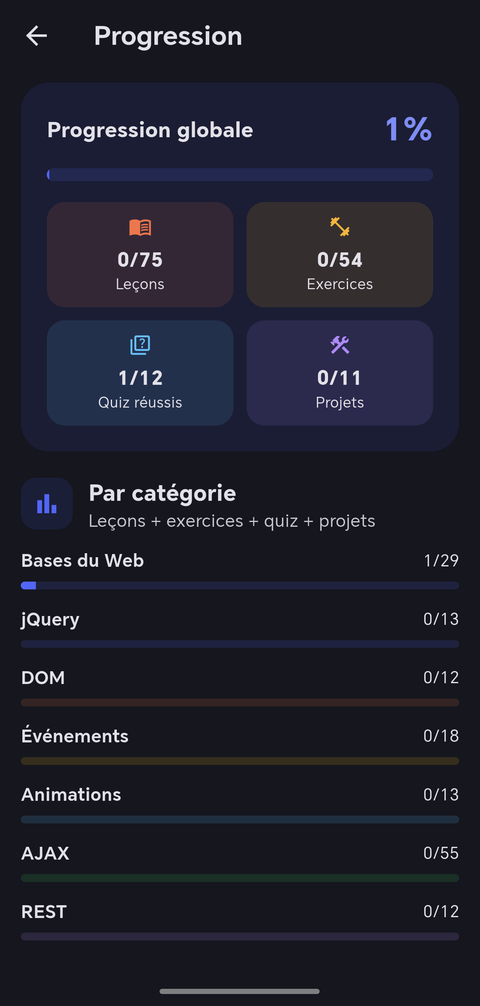 Progression
Progression globale 1%
0/75
Leçons
0/54
Exercices
1/12
Quiz réussis
0/11
Projets
Par catégorie
Leçons + exercices + quiz + projets
Bases du Web 1/29
jQuery 0/13
DOM 0/12
Événements 0/18
Animations 0/13
AJAX 0/55
REST 0/12